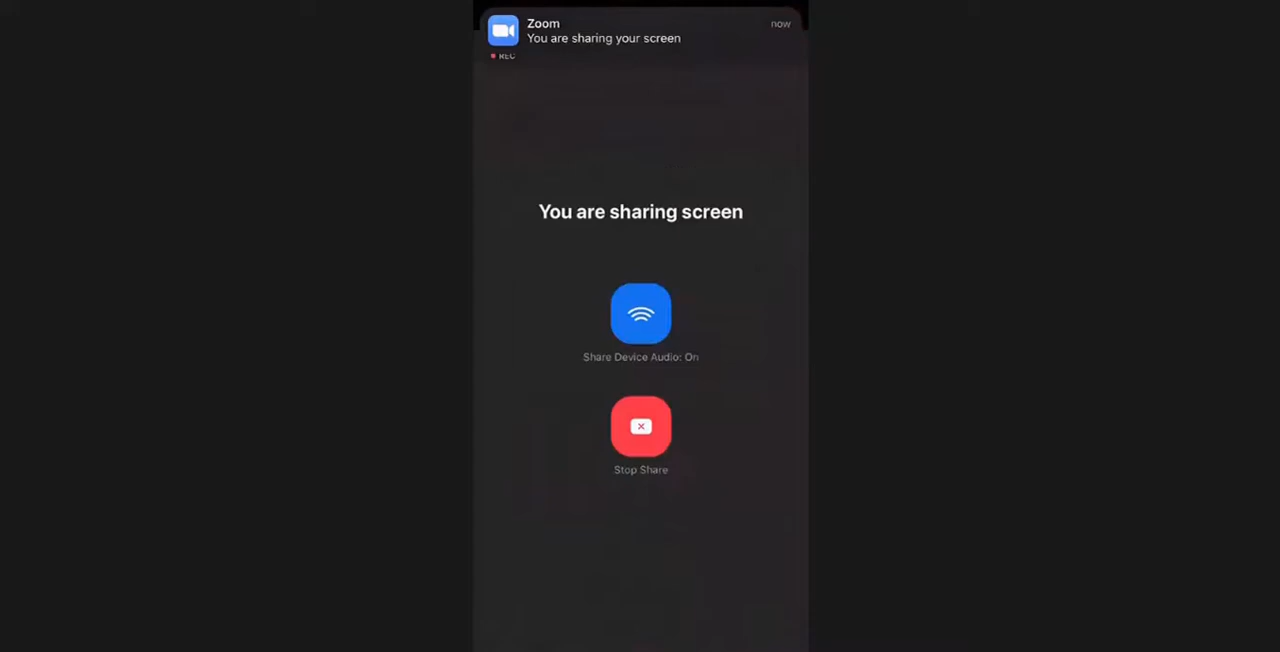 Zoom
now
You are sharing your screen
REC
You are sharing screen
Share Device Audio: On
Stop Share